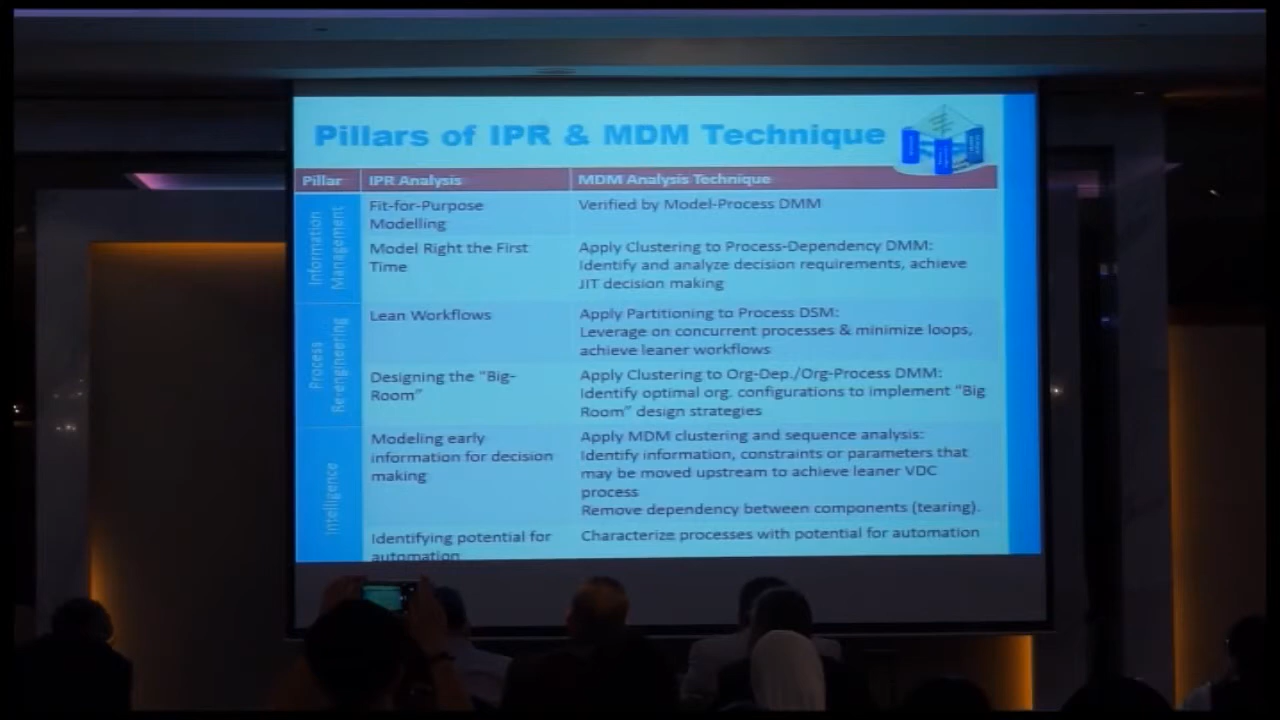 Pillars of IPR & MDM Technique
Pillar IPR Analysis MDM Analysis Technique
Information
Management
Fit-for-Purpose
Modelling
Verified by Model-Process DMM
Model Right the First
Time
Apply Clustering to Process-Dependency DMM:
Identify and analyze decision requirements, achieve
JIT decision making
Process
Re-engineering
Lean Workflows
Apply Partitioning to Process DSM:
Leverage on concurrent processes & minimize loops,
achieve leaner workflows
Designing the "Big-
Room"
Apply Clustering to Org-Dep./Org-Process DMM:
Identify optimal org. configurations to implement "Big
Room" design strategies
Intelligence
Modeling early
information for decision
making
Apply MDM clustering and sequence analysis:
Identify information, constraints or parameters that
may be moved upstream to achieve leaner VDC
process
Remove dependency between components (tearing).
Identifying potential for
automation
Characterize processes with potential for automation